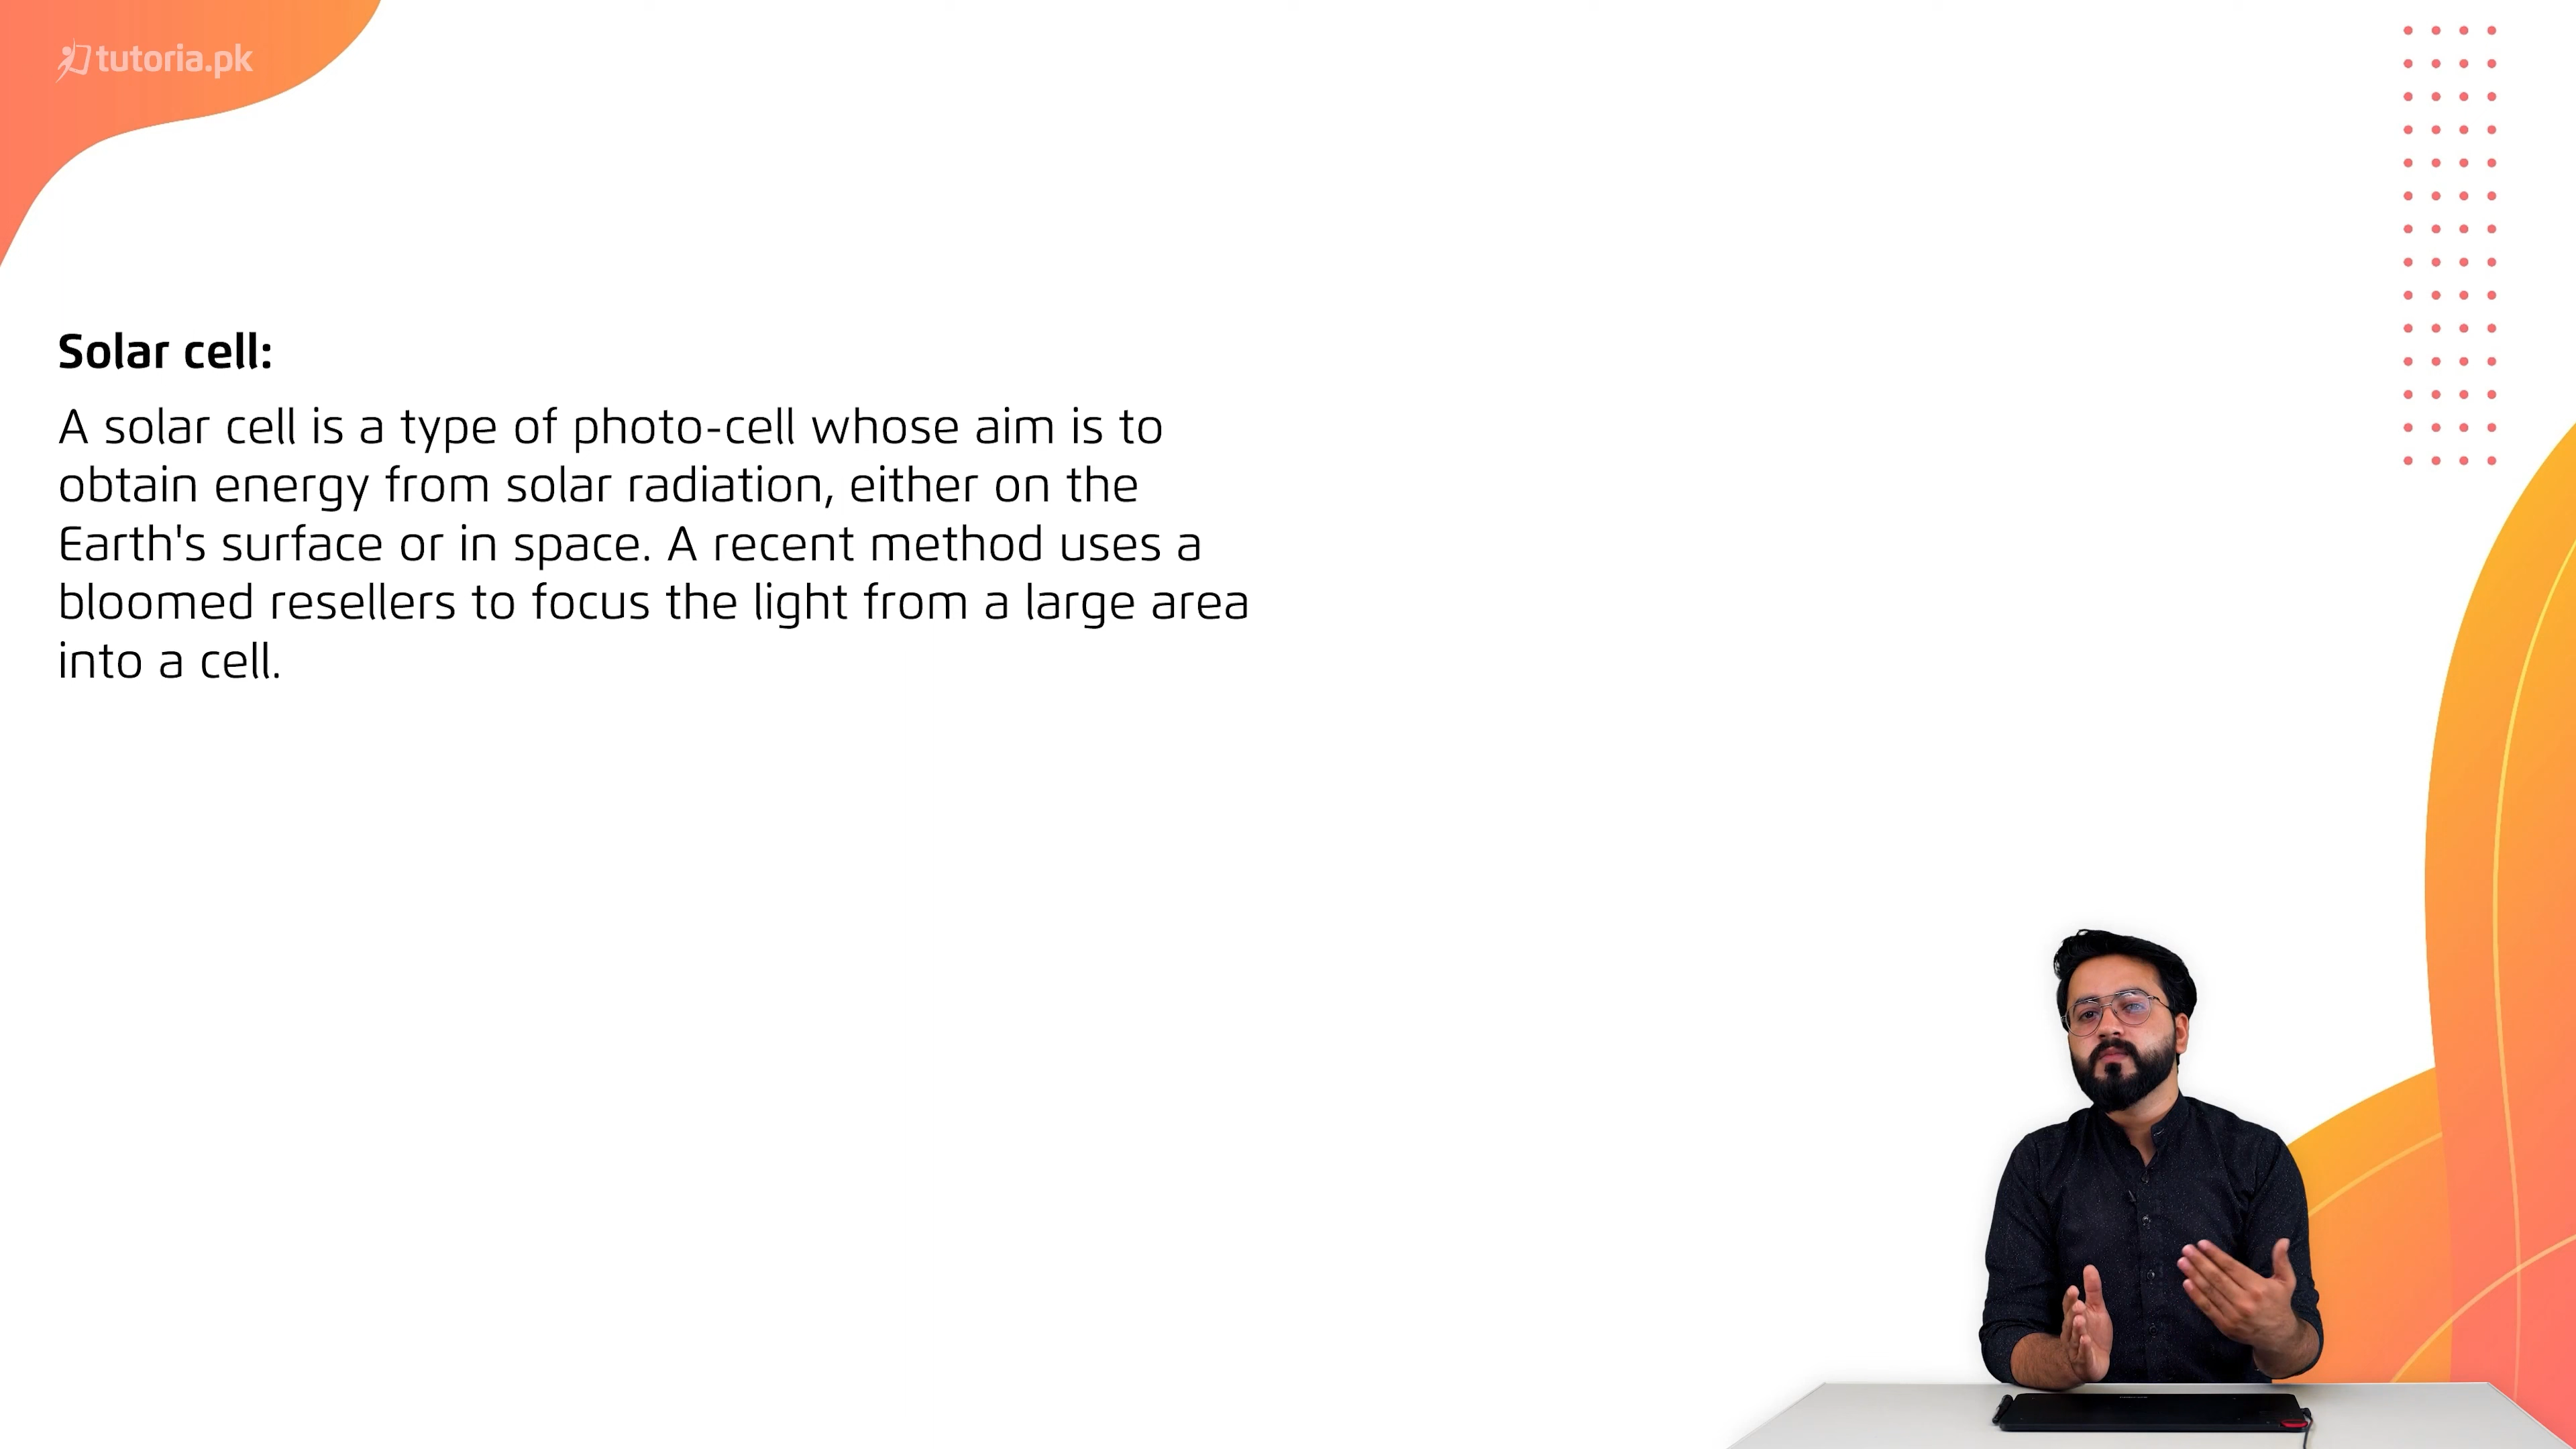 tutoria.pk
Solar cell:
A solar cell is a type of photo-cell whose aim is to
obtain energy from solar radiation, either on the
Earth's surface or in space. A recent method uses a
bloomed resellers to focus the light from a large area
into a cell.